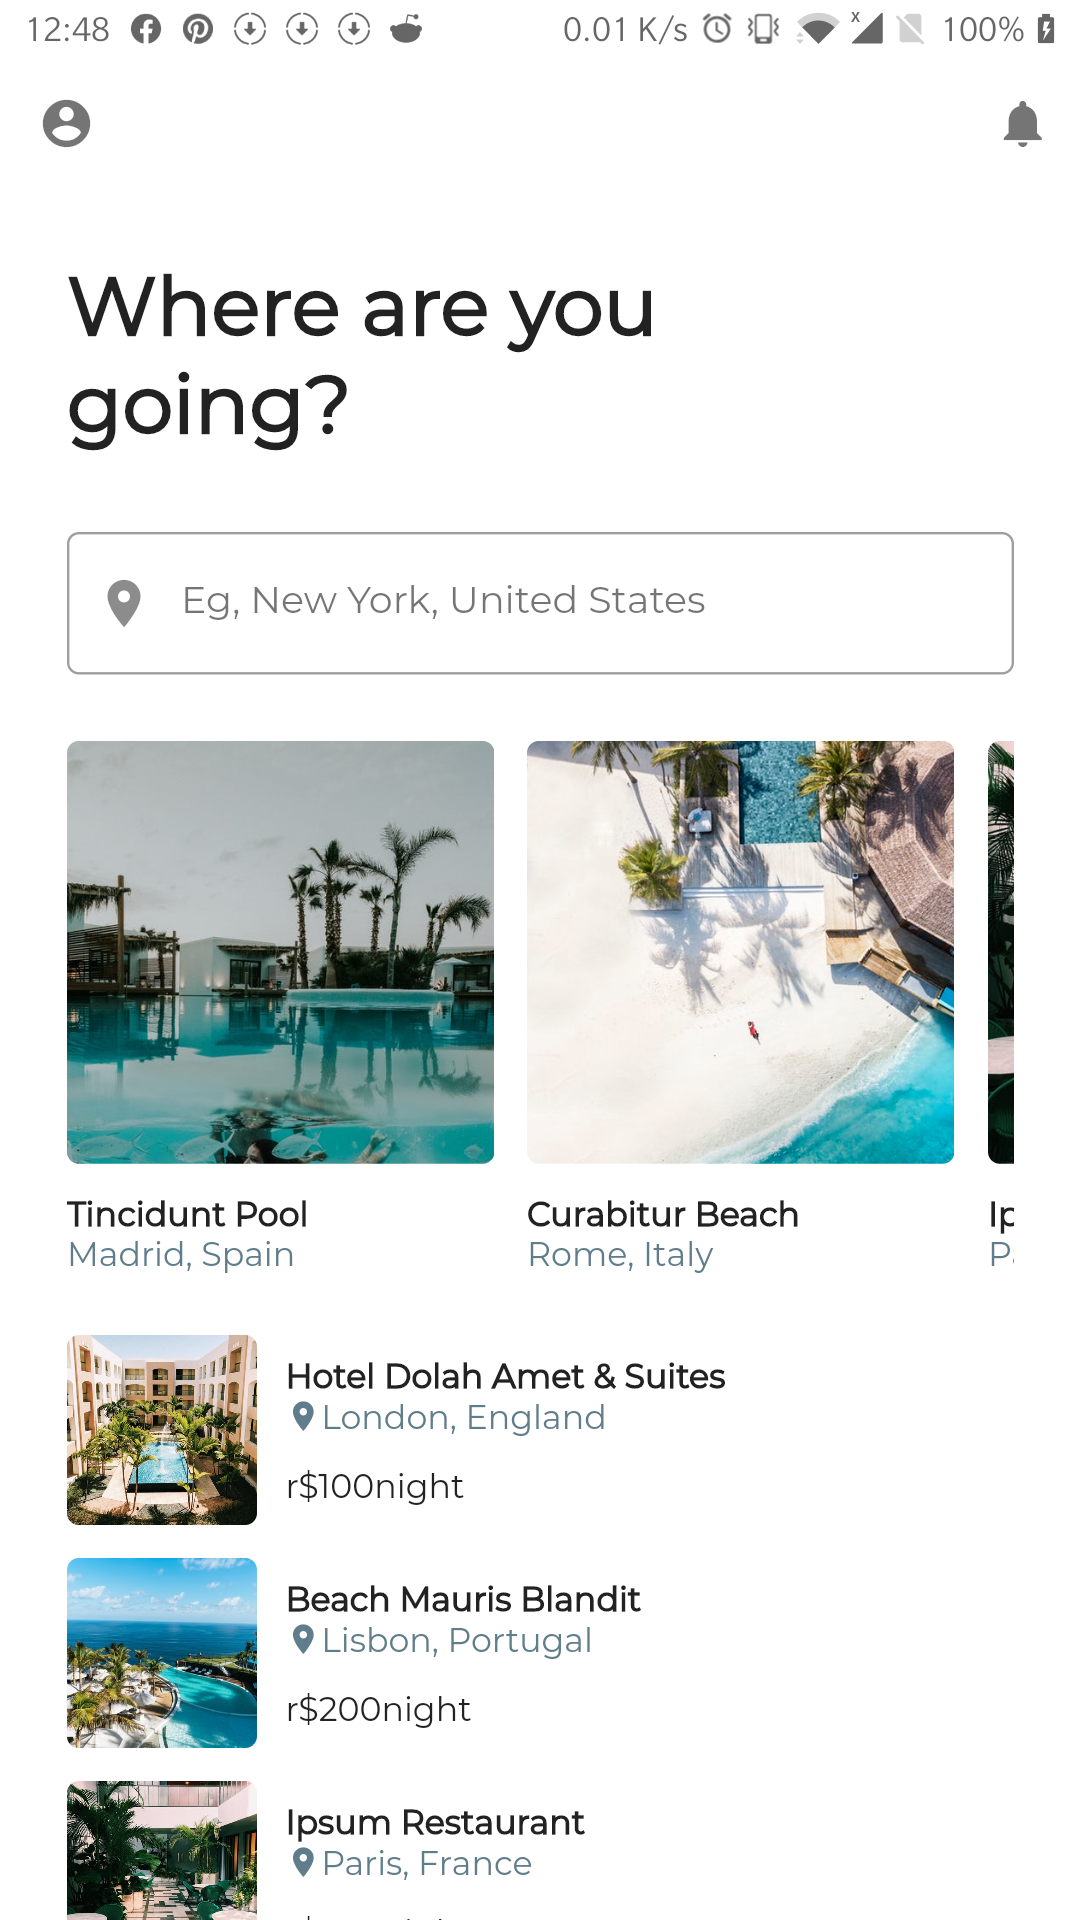 12:48
0.01 K/s
x
100%
Where are you
going?
Eg, New York, United States
Tincidunt Pool
Madrid, Spain
Curabitur Beach
Rome, Italy
Hotel Dolah Amet & Suites
London, England
r$100night
Beach Mauris Blandit
Lisbon, Portugal
r$200night
Ipsum Restaurant
Paris, France